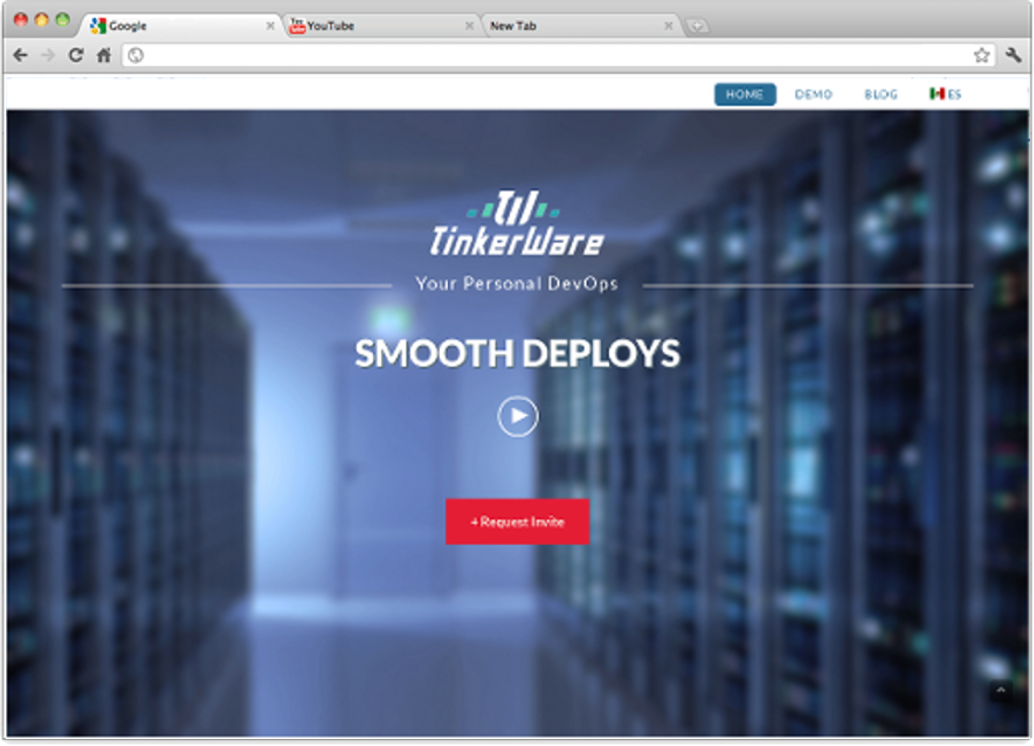 Google
YouTube
New Tab
HOME DEMO BLOG ES
TinkerWare
Your Personal DevOps
SMOOTH DEPLOYS
+ Request Invite